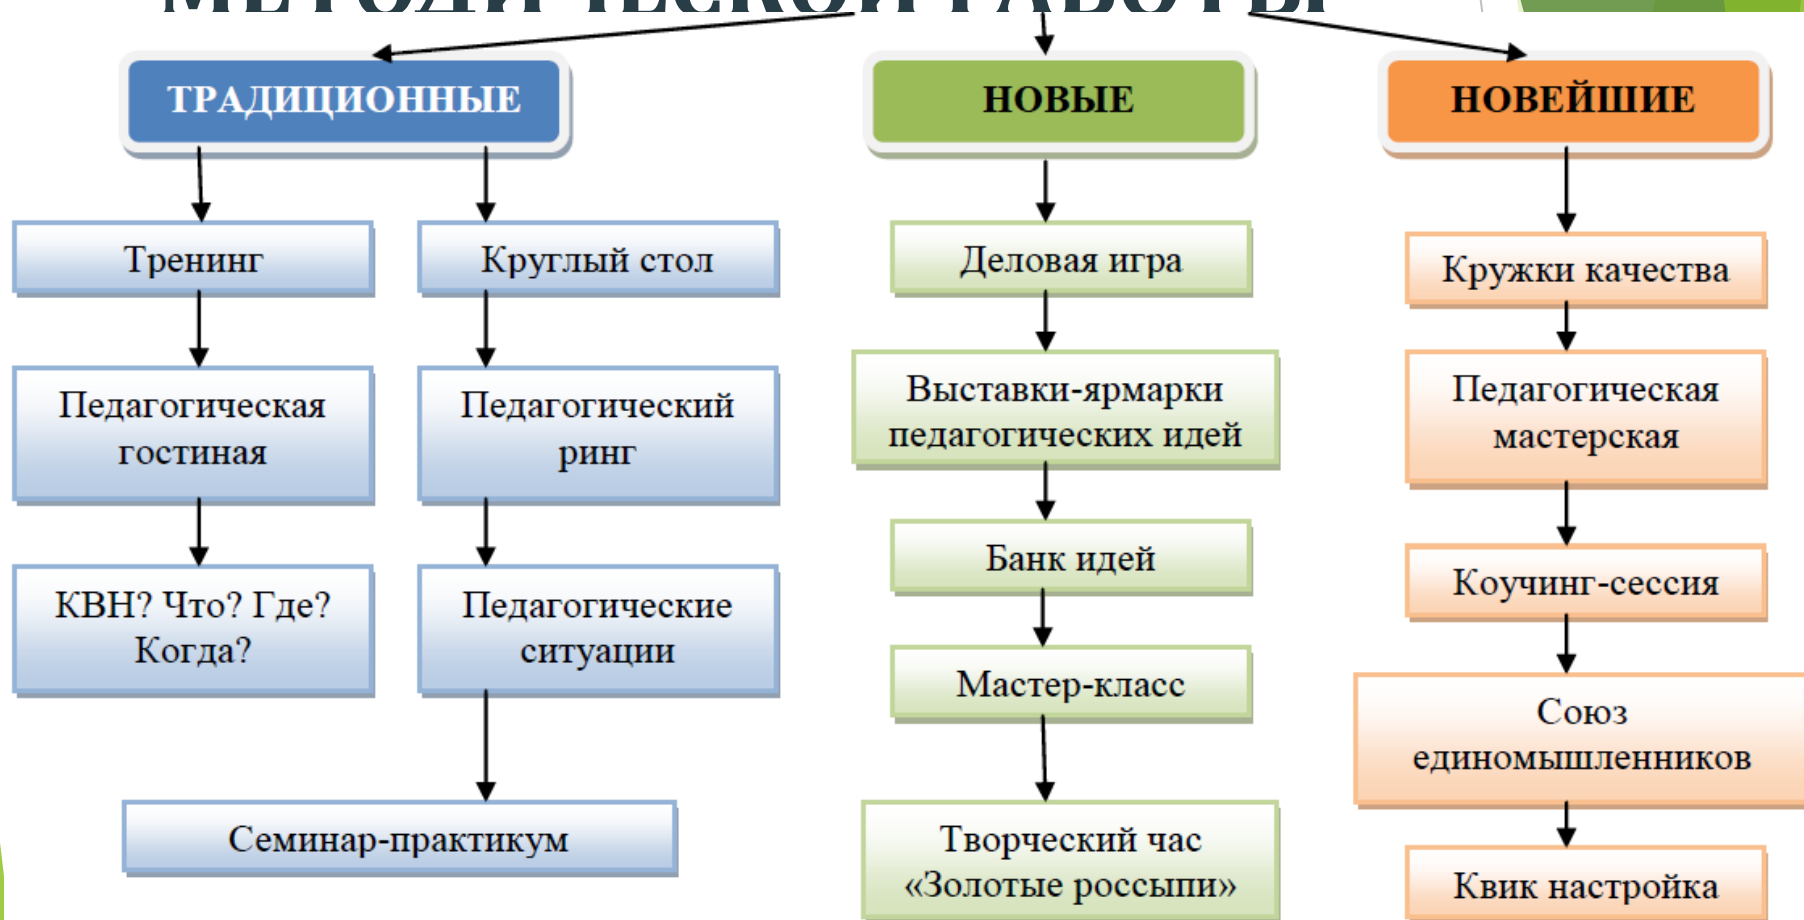 МЕТОДИЧЕСКОЙ РАБОТЫ
ТРАДИЦИОННЫЕ
НОВЫЕ
НОВЕЙШИЕ
Тренинг
Круглый стол
Деловая игра
Кружки качества
Педагогическая
гостиная
Педагогический
ринг
Выставки-ярмарки
педагогических идей
Педагогическая
мастерская
КВН? Что? Где?
Когда?
Педагогические
ситуации
Банк идей
Коучинг-сессия
Мастер-класс
Союз
единомышленников
Семинар-практикум
Творческий час
«Золотые россыпи»
Квик настройка